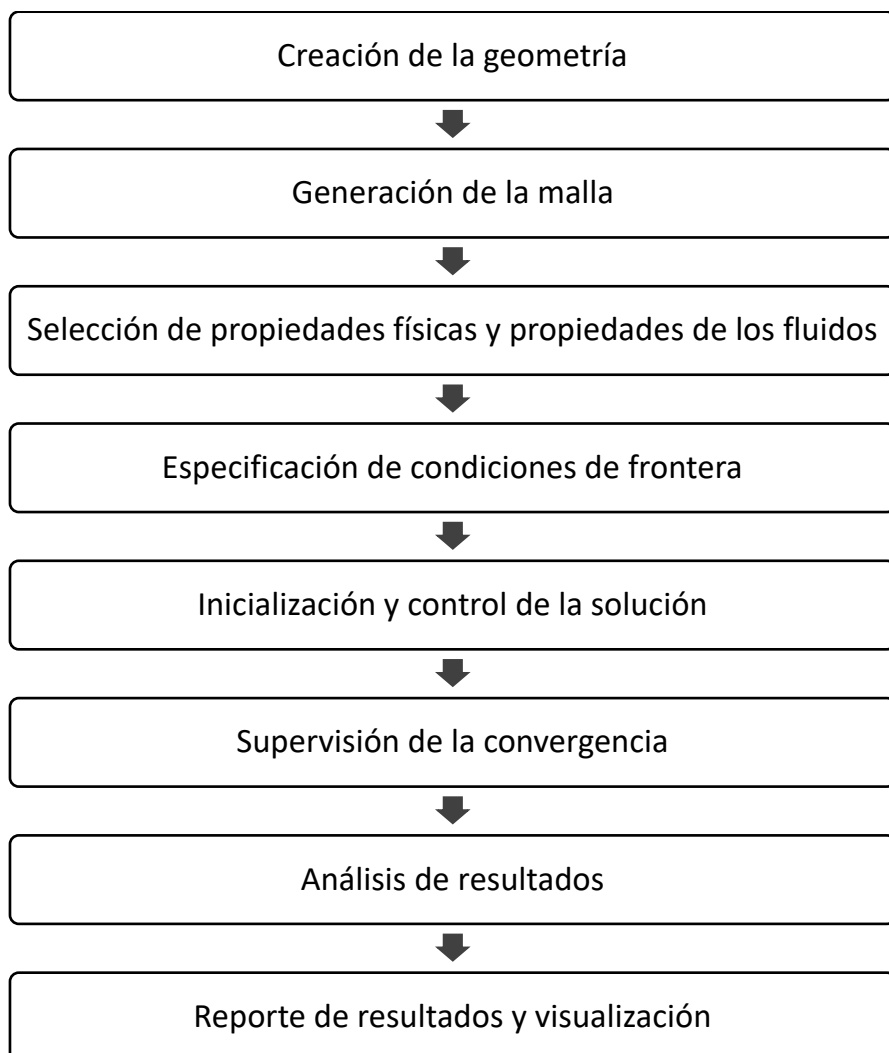 Creación de la geometría
Generación de la malla
Selección de propiedades físicas y propiedades de los fluidos
Especificación de condiciones de frontera
Inicialización y control de la solución
Supervisión de la convergencia
Análisis de resultados
Reporte de resultados y visualización